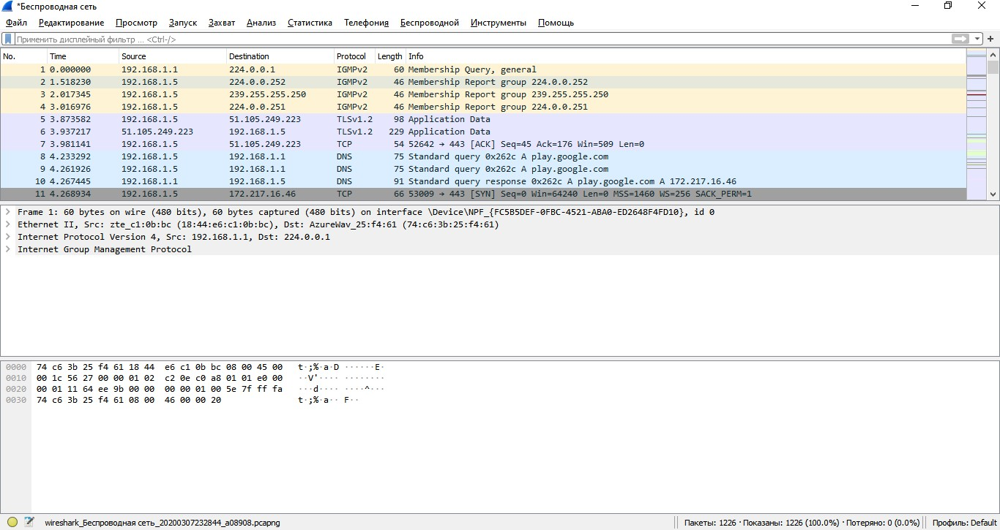 *Беспроводная сеть
Файл Редактирование Просмотр Запуск Захват Анализ Статистика Телефония Беспроводной Инструменты Помощь
Применить дисплейный фильтр ... <Ctrl-/>
No. Time Source Destination Protocol Length Info
1 0.000000 192.168.1.1 224.0.0.1 IGMPv2 60 Membership Query, general
2 1.518230 192.168.1.5 224.0.0.252 IGMPv2 46 Membership Report group 224.0.0.252
3 2.017345 192.168.1.5 239.255.255.250 IGMPv2 46 Membership Report group 239.255.255.250
4 3.016976 192.168.1.5 224.0.0.251 IGMPv2 46 Membership Report group 224.0.0.251
5 3.873582 192.168.1.5 51.105.249.223 TLSv1.2 98 Application Data
6 3.937217 51.105.249.223 192.168.1.5 TLSv1.2 229 Application Data
7 3.981141 192.168.1.5 51.105.249.223 TCP 54 52642 → 443 [ACK] Seq=45 Ack=176 Win=509 Len=0
8 4.233292 192.168.1.5 192.168.1.1 DNS 75 Standard query 0x262c A play.google.com
9 4.261926 192.168.1.5 192.168.1.1 DNS 75 Standard query 0x262c A play.google.com
10 4.267445 192.168.1.1 192.168.1.5 DNS 91 Standard query response 0x262c A play.google.com A 172.217.16.46
11 4.268934 192.168.1.5 172.217.16.46 TCP 66 53009 → 443 [SYN] Seq=0 Win=64240 Len=0 MSS=1460 WS=256 SACK_PERM=1
Frame 1: 60 bytes on wire (480 bits), 60 bytes captured (480 bits) on interface \Device\NPF_{FC5B5DEF-0FBC-4521-ABA0-ED2648F4FD10}, id 0
Ethernet II, Src: zte_c1:0b:bc (18:44:e6:c1:0b:bc), Dst: AzureWav_25:f4:61 (74:c6:3b:25:f4:61)
Internet Protocol Version 4, Src: 192.168.1.1, Dst: 224.0.0.1
Internet Group Management Protocol
0000 74 c6 3b 25 f4 61 18 44 e6 c1 0b bc 08 00 45 00 t·;%·a·D ······E·
0010 00 1c 56 27 00 00 01 02 c2 0e c0 a8 01 01 e0 00 ··V'···· ········
0020 00 01 11 64 ee 9b 00 00 00 00 01 00 5e 7f ff fa ···d···· ····^···
0030 74 c6 3b 25 f4 61 08 00 46 00 00 20 t·;%·a·· F·· 
wireshark_Беспроводная сеть_20200307232844_a08908.pcapng
Пакеты: 1226 · Показаны: 1226 (100.0%) · Потеряно: 0 (0.0%)
Профиль: Default